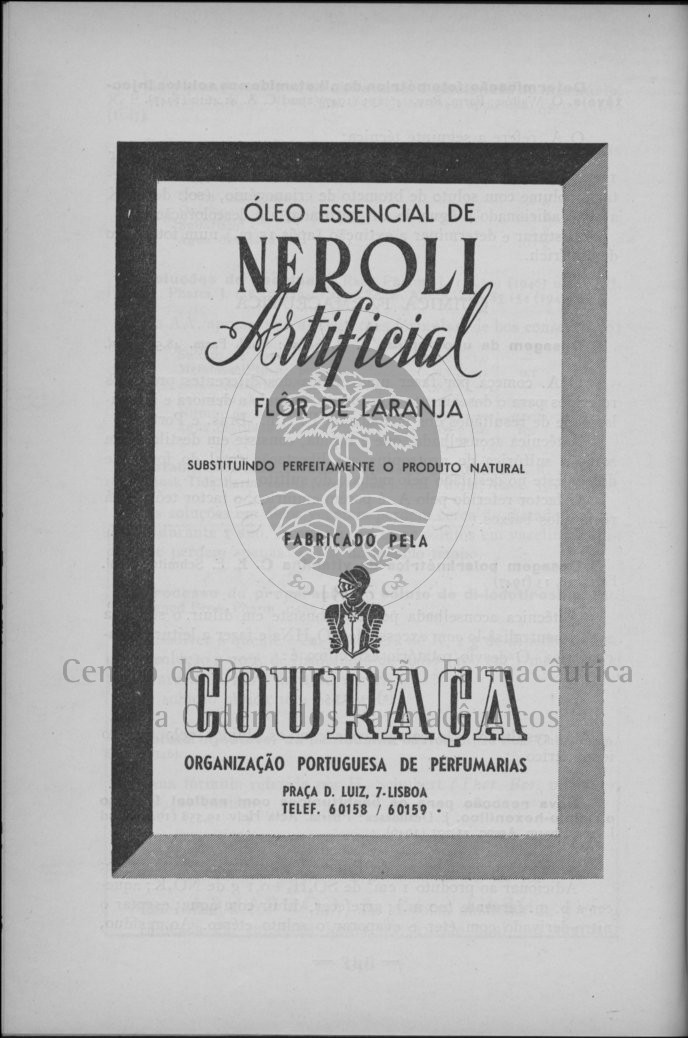 ÓLEO ESSENCIAL DE
NEROLI
Artificial
FLÔR DE LARANJA
SUBSTITUINDO PERFEITAMENTE O PRODUTO NATURAL
FABRICADO PELA
Centro de Documentação Farmacêutica
COURAÇA
da Ordem dos Farmacêuticos
ORGANIZAÇÃO PORTUGUESA DE PERFUMARIAS
PRAÇA D. LUIZ, 7-LISBOA
TELEF. 60158 / 60159